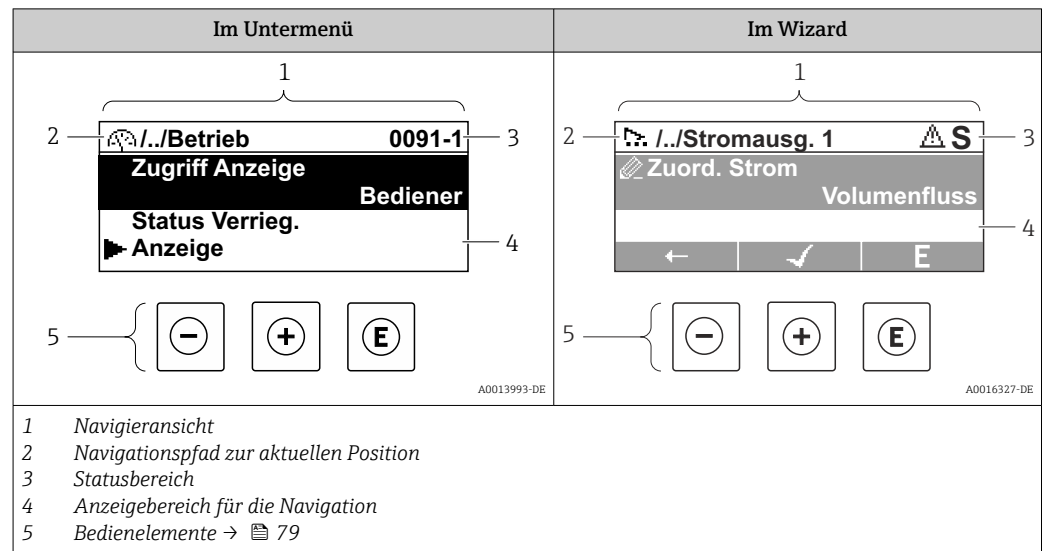 Im Untermenü
Im Wizard
1
2
/../Betrieb 0091-1
3
Zugriff Anzeige
Bediener
Status Verrieg.
Anzeige
4
5
E
A0013993-DE
1
2
/../Stromausg. 1 S
3
Zuord. Strom
Volumenfluss
4
E
5
E
A0016327-DE
1 Navigieransicht
2 Navigationspfad zur aktuellen Position
3 Statusbereich
4 Anzeigebereich für die Navigation
5 Bedienelemente → 79